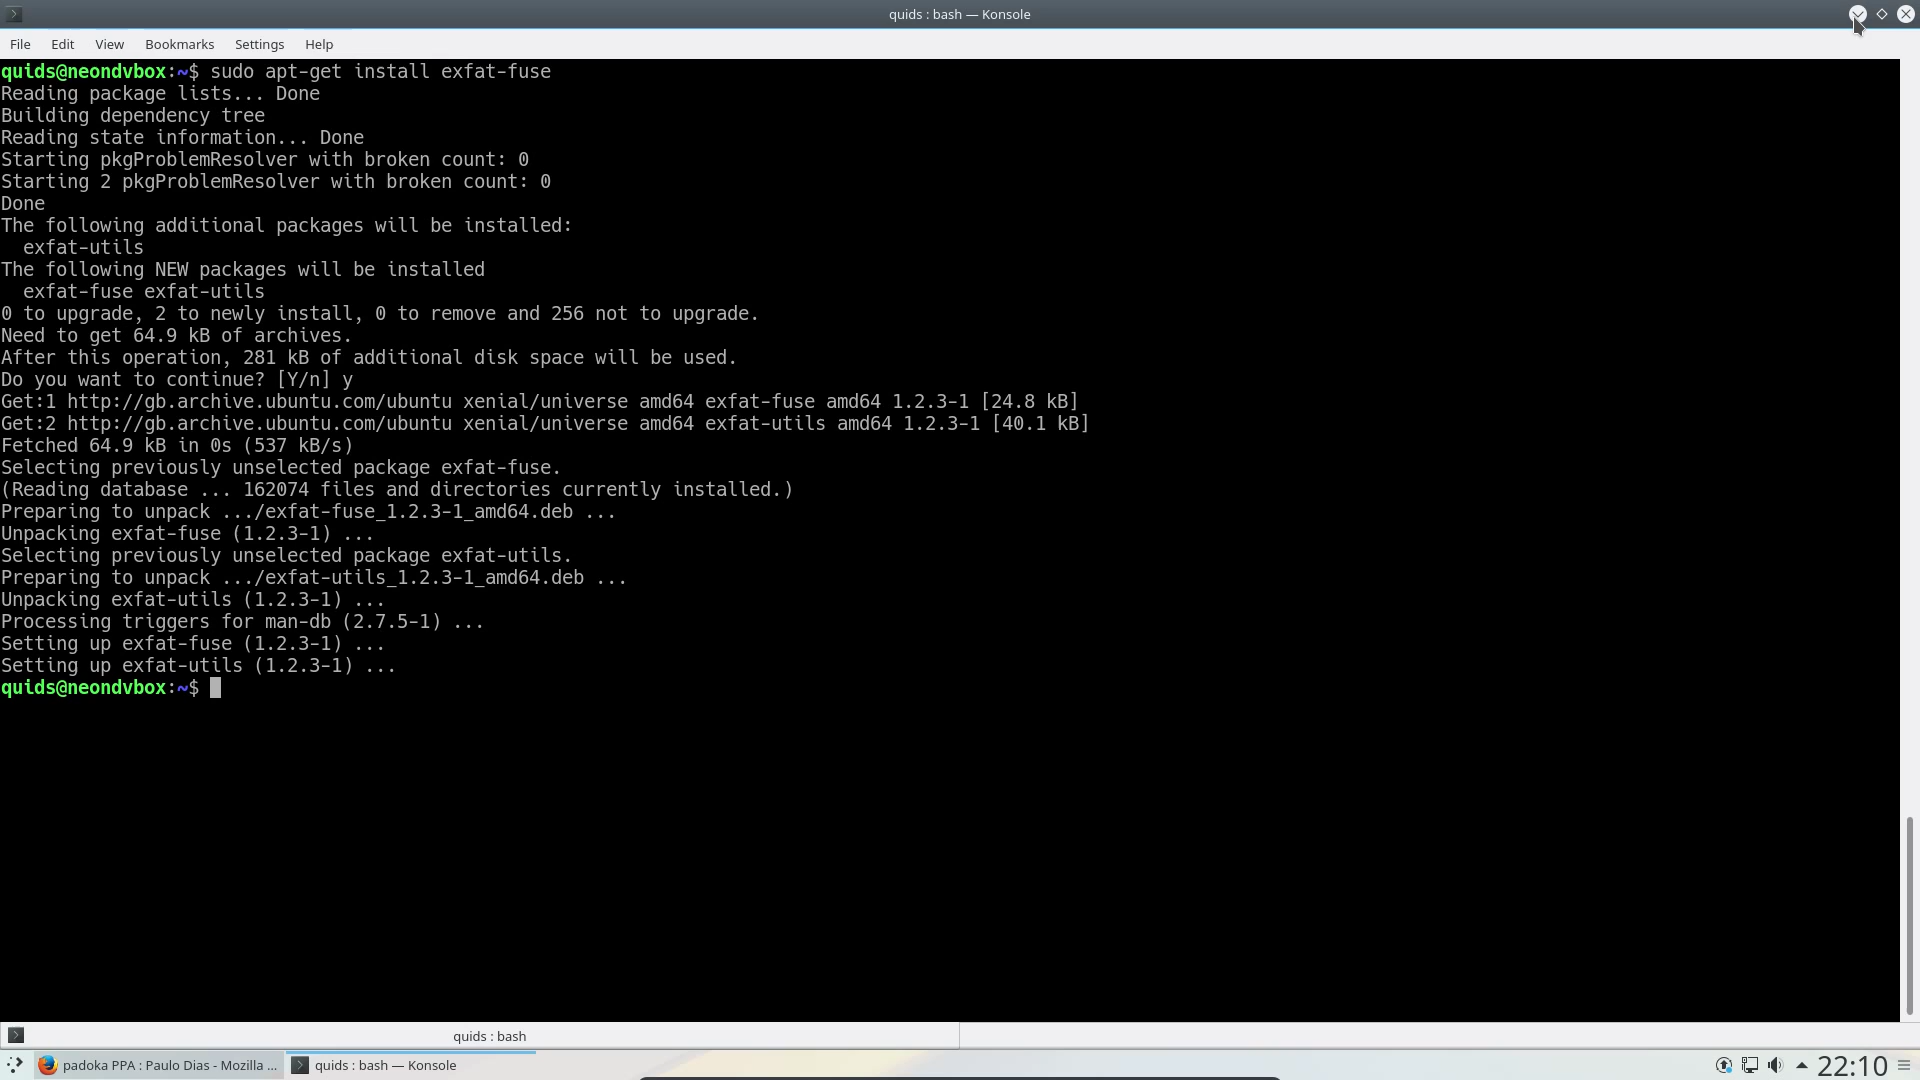 quids : bash — Konsole
File Edit View Bookmarks Settings Help
quids@neondvbox:~$ sudo apt-get install exfat-fuse
Reading package lists... Done
Building dependency tree
Reading state information... Done
Starting pkgProblemResolver with broken count: 0
Starting 2 pkgProblemResolver with broken count: 0
Done
The following additional packages will be installed:
  exfat-utils
The following NEW packages will be installed
  exfat-fuse exfat-utils
0 to upgrade, 2 to newly install, 0 to remove and 256 not to upgrade.
Need to get 64.9 kB of archives.
After this operation, 281 kB of additional disk space will be used.
Do you want to continue? [Y/n] y
Get:1 http://gb.archive.ubuntu.com/ubuntu xenial/universe amd64 exfat-fuse amd64 1.2.3-1 [24.8 kB]
Get:2 http://gb.archive.ubuntu.com/ubuntu xenial/universe amd64 exfat-utils amd64 1.2.3-1 [40.1 kB]
Fetched 64.9 kB in 0s (537 kB/s)
Selecting previously unselected package exfat-fuse.
(Reading database ... 162074 files and directories currently installed.)
Preparing to unpack .../exfat-fuse_1.2.3-1_amd64.deb ...
Unpacking exfat-fuse (1.2.3-1) ...
Selecting previously unselected package exfat-utils.
Preparing to unpack .../exfat-utils_1.2.3-1_amd64.deb ...
Unpacking exfat-utils (1.2.3-1) ...
Processing triggers for man-db (2.7.5-1) ...
Setting up exfat-fuse (1.2.3-1) ...
Setting up exfat-utils (1.2.3-1) ...
quids@neondvbox:~$
quids : bash
padoka PPA : Paulo Dias - Mozilla ... quids : bash — Konsole 22:10